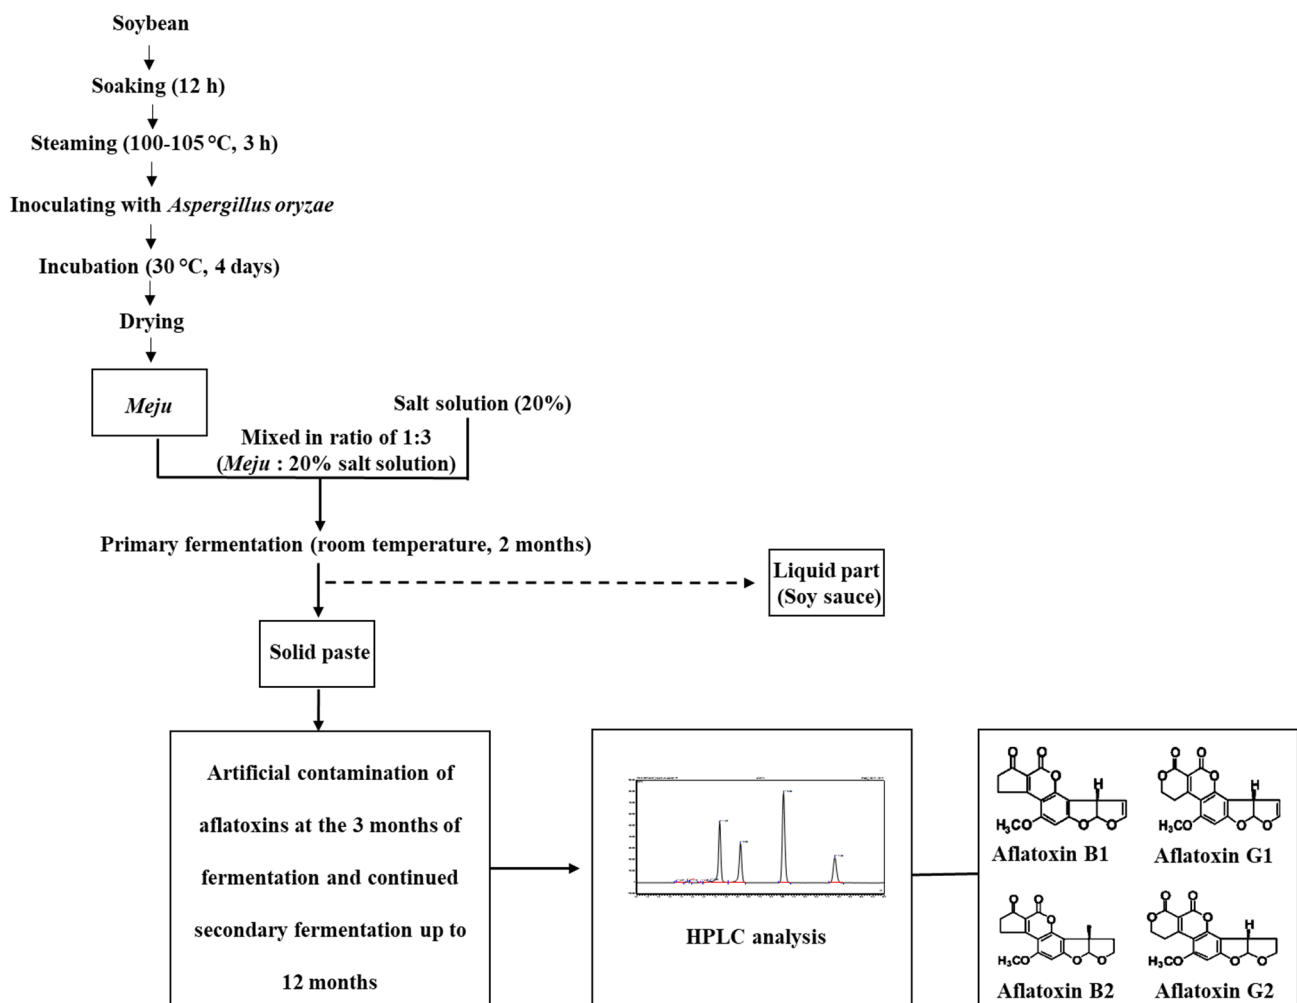 Soybean
Soaking (12 h)
Steaming (100-105 °C, 3 h)
Inoculating with Aspergillus oryzae
Incubation (30 °C, 4 days)
Drying
Meju
Salt solution (20%)
Mixed in ratio of 1:3
(Meju : 20% salt solution)
Primary fermentation (room temperature, 2 months)
Liquid part
(Soy sauce)
Solid paste
Artificial contamination of
aflatoxins at the 3 months of
fermentation and continued
secondary fermentation up to
12 months
HPLC analysis
O O
O
H
H₃CO O O
Aflatoxin B1
O O
O O
H
H₃CO O O
Aflatoxin G1
O O
O
H₃CO O O
Aflatoxin B2
O O
O O
H
H₃CO O O
Aflatoxin G2